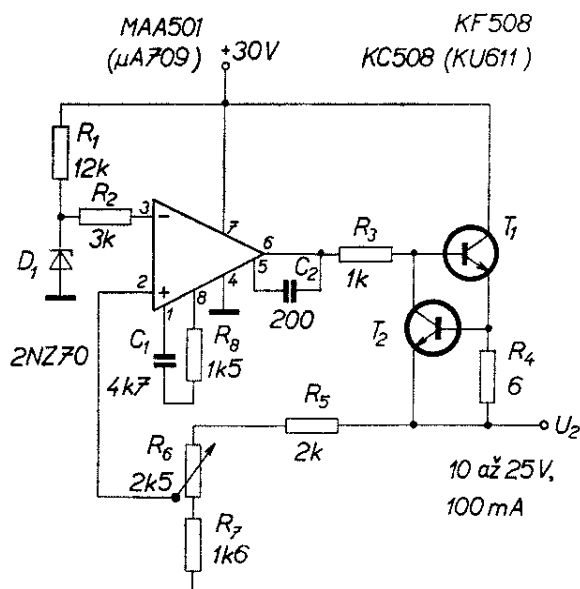 MAA501
(μA709)
KF508
KC508 (KU611)
+30V
R1
12k
R2
3k
3
−
7
6
5
4
2
+
1
8
D1
2NZ70
C1
4k7
R8
1k5
C2
200
R3
1k
T1
T2
R4
6
R5
2k
U2
R6
2k5
10 až 25V,
100 mA
R7
1k6